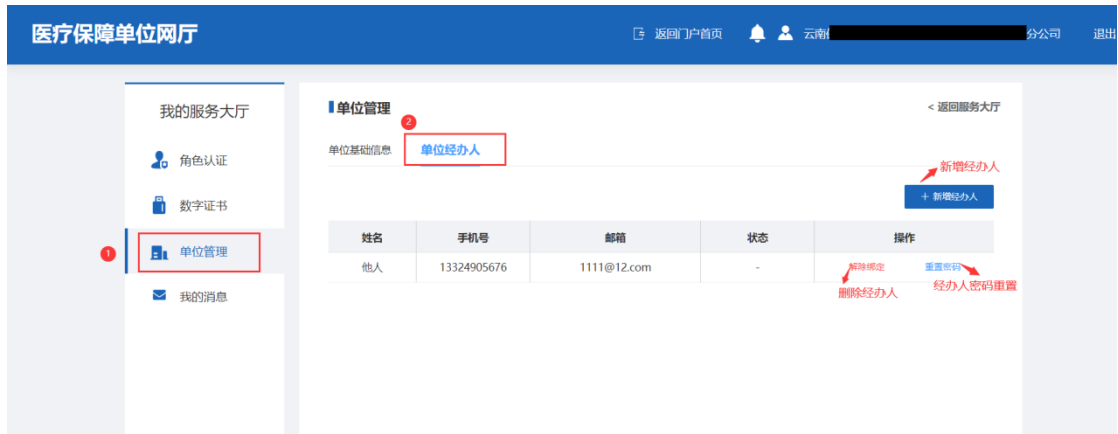 医疗保障单位网厅
返回门户首页 云南 分公司 退出
我的服务大厅
角色认证
数字证书
1 单位管理
我的消息
单位管理 < 返回服务大厅
2
单位基础信息 单位经办人
新增经办人
+ 新增经办人
姓名 手机号 邮箱 状态 操作
他人 13324905676 1111@12.com - 解除绑定 重置密码
删除经办人 经办人密码重置